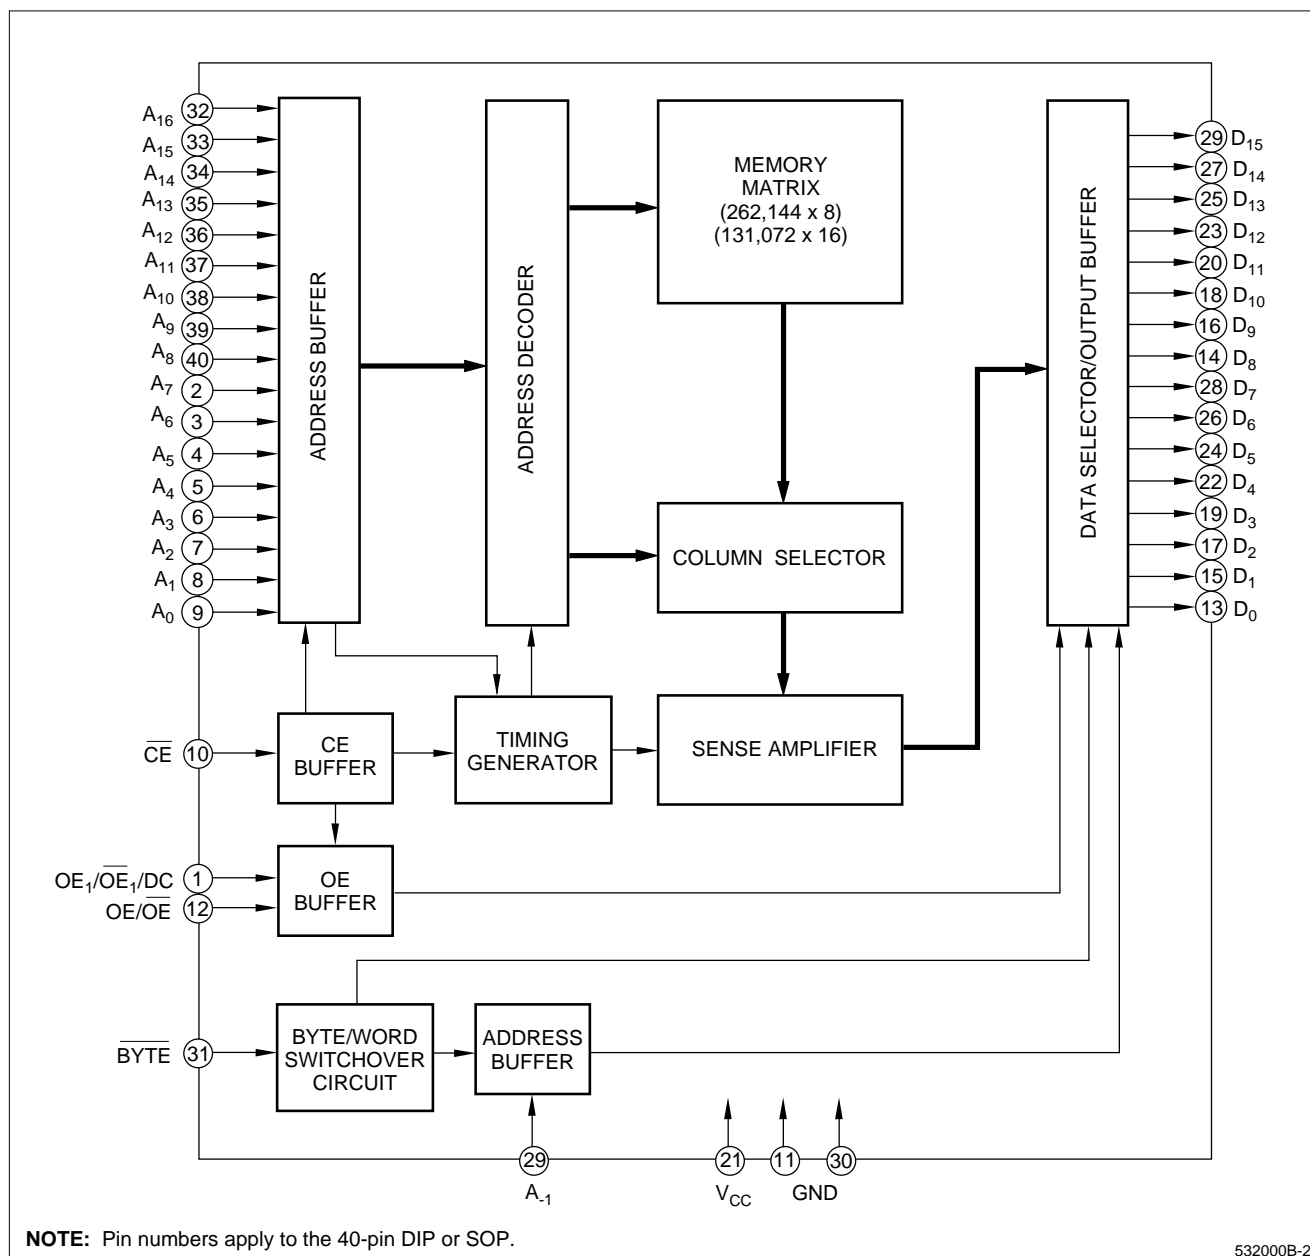 A16 32
A15 33
A14 34
A13 35
A12 36
A11 37
A10 38
A9 39
A8 40
A7 2
A6 3
A5 4
A4 5
A3 6
A2 7
A1 8
A0 9
ADDRESS BUFFER
ADDRESS DECODER
MEMORY
MATRIX
(262,144 x 8)
(131,072 x 16)
COLUMN SELECTOR
SENSE AMPLIFIER
DATA SELECTOR/OUTPUT BUFFER
29 D15
27 D14
25 D13
23 D12
20 D11
18 D10
16 D9
14 D8
28 D7
26 D6
24 D5
22 D4
19 D3
17 D2
15 D1
13 D0
C̅E̅ 10
CE
BUFFER
TIMING
GENERATOR
OE1/O̅E̅1/DC 1
OE/O̅E̅ 12
OE
BUFFER
B̅Y̅T̅E̅ 31
BYTE/WORD
SWITCHOVER
CIRCUIT
ADDRESS
BUFFER
29
A-1
21
VCC
11
30
GND
NOTE: Pin numbers apply to the 40-pin DIP or SOP.
532000B-2